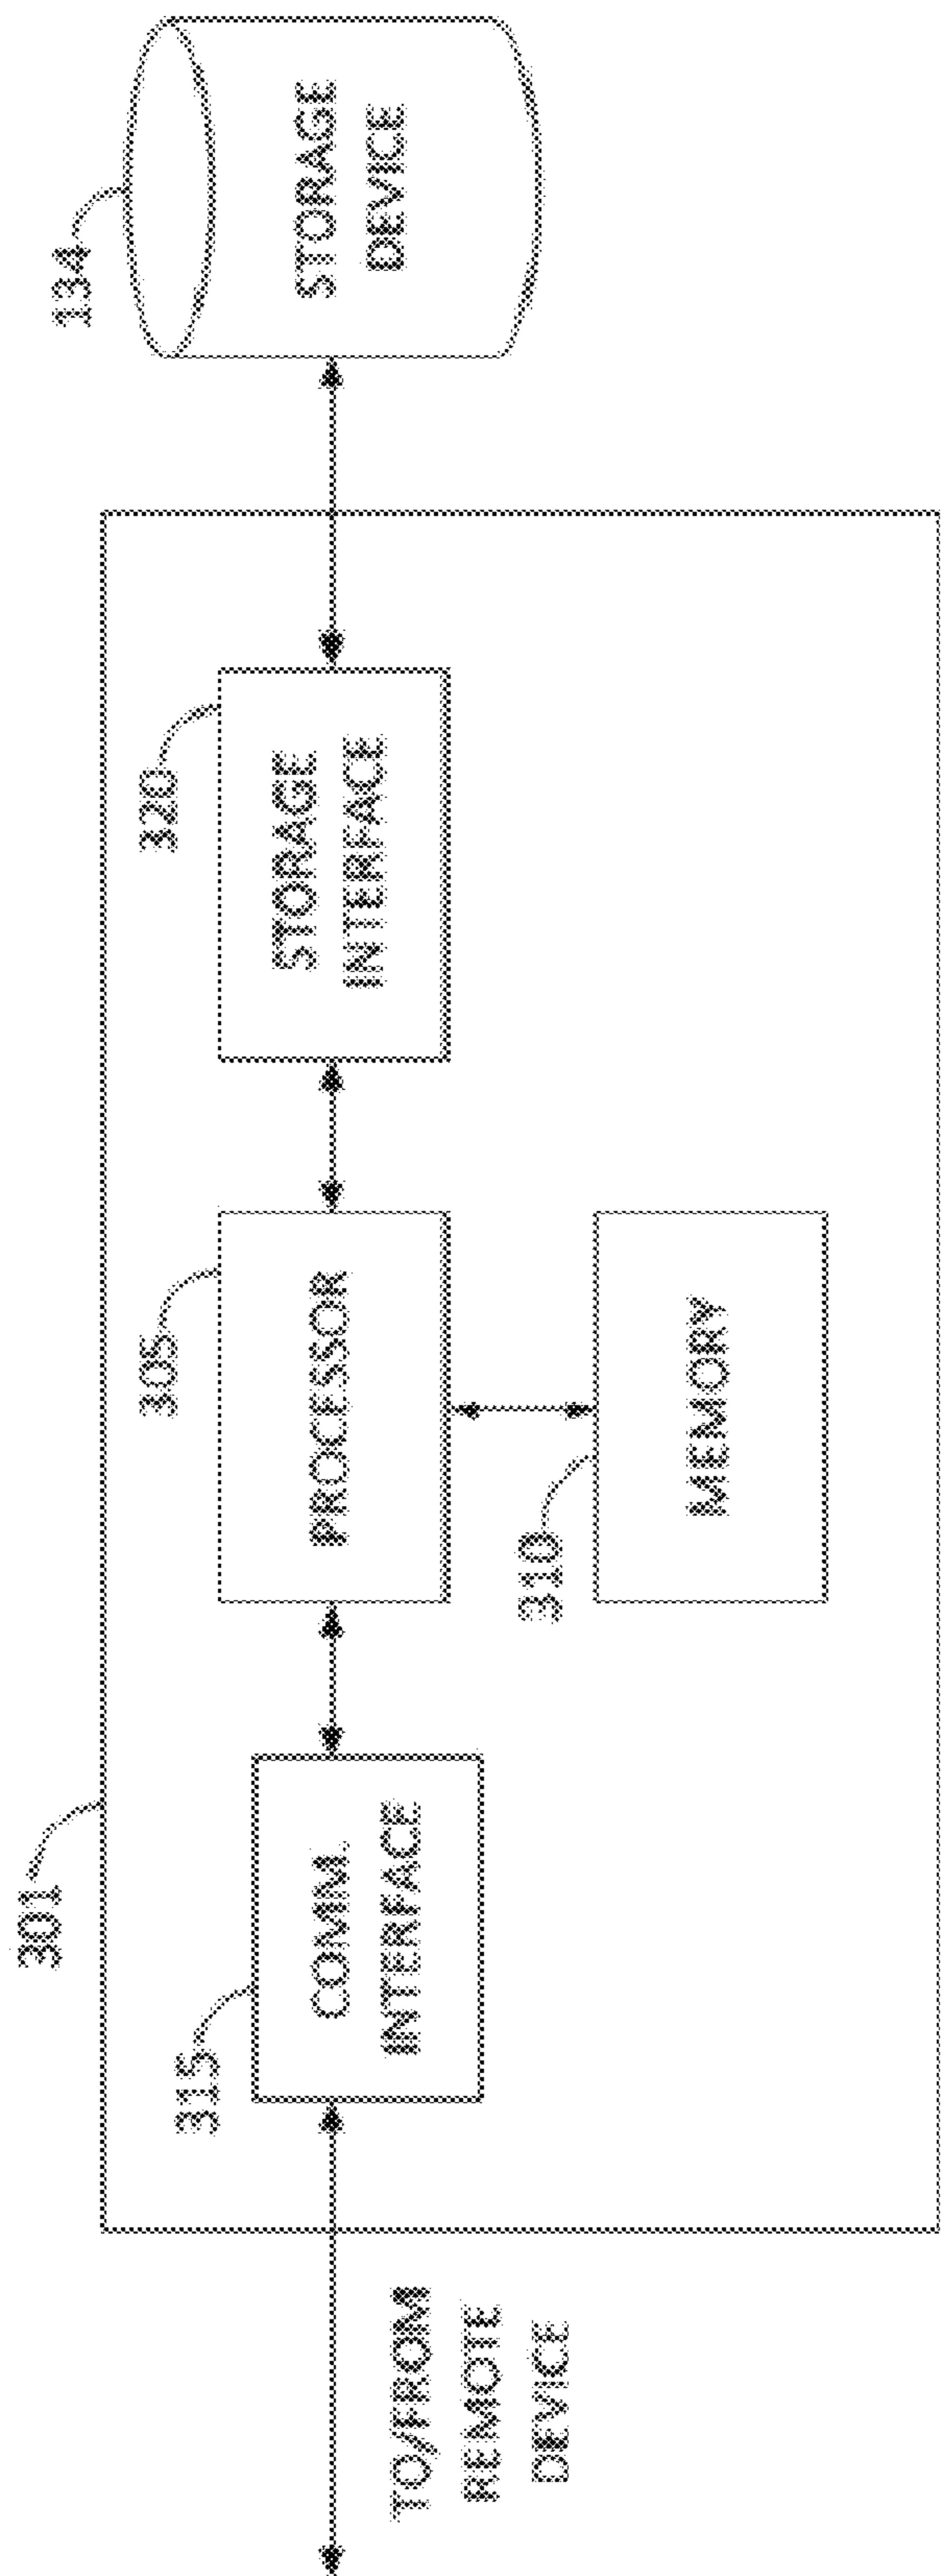 301
315
COMM.
INTERFACE
305
PROCESSOR
320
STORAGE
INTERFACE
134
STORAGE
DEVICE
310
MEMORY
TO/FROM
REMOTE
DEVICE